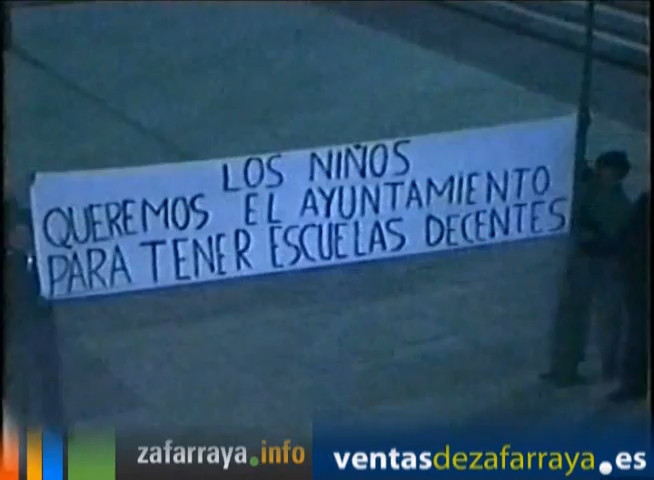 LOS NIÑOS
QUEREMOS EL AYUNTAMIENTO
PARA TENER ESCUELAS DECENTES
zafarraya.info
ventasdezafarraya.es